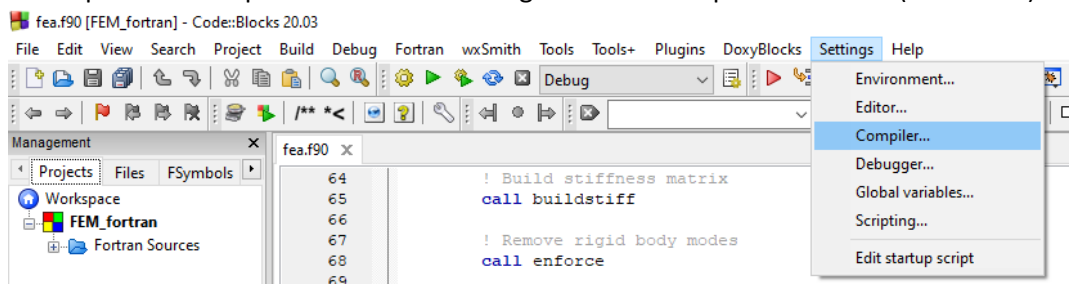 fea.f90 [FEM_fortran] - Code::Blocks 20.03
File Edit View Search Project Build Debug Fortran wxSmith Tools Tools+ Plugins DoxyBlocks Settings Help
Debug
/** *<
Environment...
Editor...
Compiler...
Debugger...
Global variables...
Scripting...
Edit startup script
Management
Projects Files FSymbols
Workspace
FEM_fortran
Fortran Sources
fea.f90
64 ! Build stiffness matrix
65 call buildstiff
66
67 ! Remove rigid body modes
68 call enforce
69